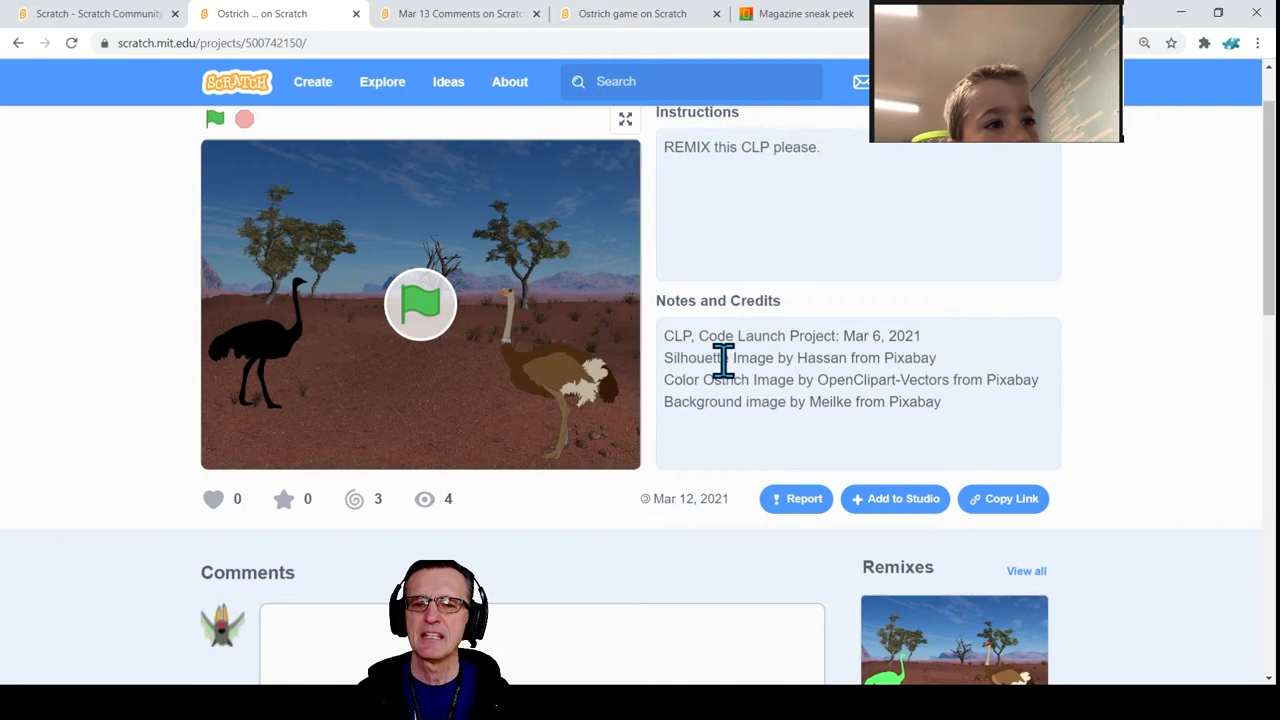 Scratch - Scratch Community
Ostrich ... on Scratch
Mar 13 Comments on Scratc
Ostrich game on Scratch
Magazine sneak peek
scratch.mit.edu/projects/500742150/
SCRATCH
Create
Explore
Ideas
About
Search
Instructions
REMIX this CLP please.
Notes and Credits
CLP, Code Launch Project: Mar 6, 2021
Silhouette Image by Hassan from Pixabay
Color Ostrich Image by OpenClipart-Vectors from Pixabay
Background image by Meilke from Pixabay
0
0
3
4
Mar 12, 2021
Report
Add to Studio
Copy Link
Comments
Remixes
View all